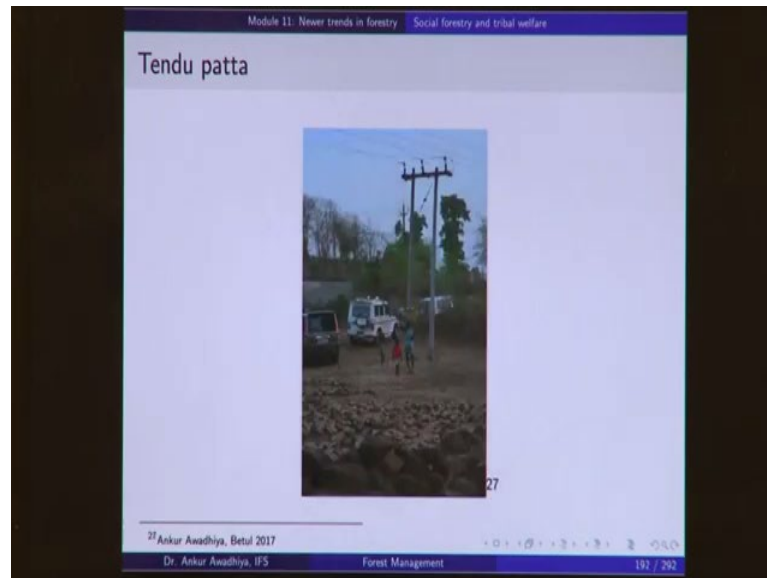 Module 11: Newer trends in forestry Social forestry and tribal welfare
Tendu patta
27
27 Ankur Awadhiya, Betul 2017
Dr. Ankur Awadhiya, IFS Forest Management 192 / 292